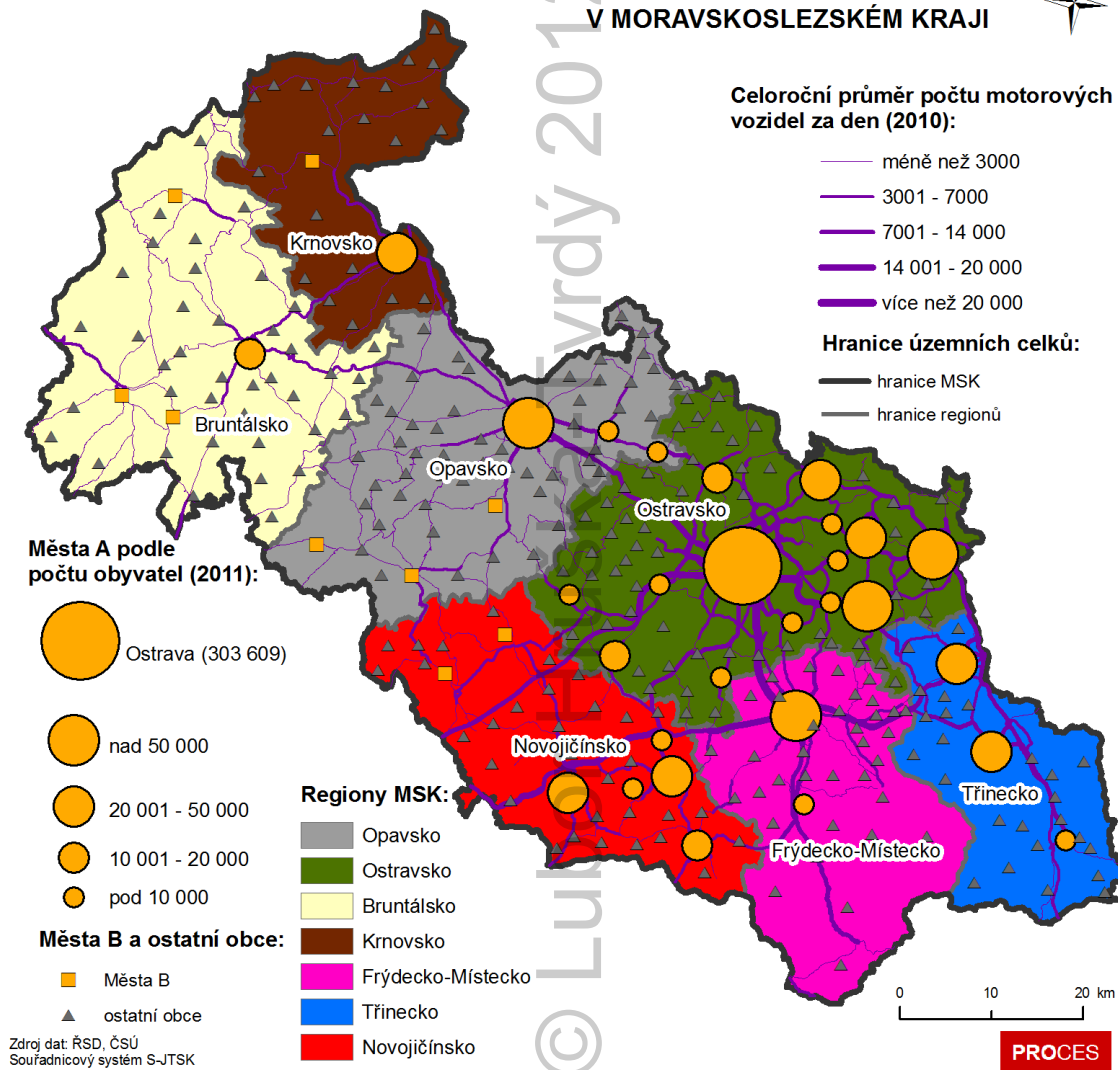 V MORAVSKOSLEZSKÉM KRAJI
Celoroční průměr počtu motorových
vozidel za den (2010):
méně než 3000
3001 - 7000
7001 - 14 000
14 001 - 20 000
více než 20 000
Hranice územních celků:
hranice MSK
hranice regionů
Krnovsko
Bruntálsko
Opavsko
Ostravsko
Novojičínsko
Třinecko
Frýdecko-Místecko
Města A podle
počtu obyvatel (2011):
Ostrava (303 609)
nad 50 000
20 001 - 50 000
10 001 - 20 000
pod 10 000
Města B a ostatní obce:
Města B
ostatní obce
Regiony MSK:
Opavsko
Ostravsko
Bruntálsko
Krnovsko
Frýdecko-Místecko
Třinecko
Novojičínsko
0 10 20 km
Zdroj dat: ŘSD, ČSÚ
Souřadnicový systém S-JTSK
PROCES